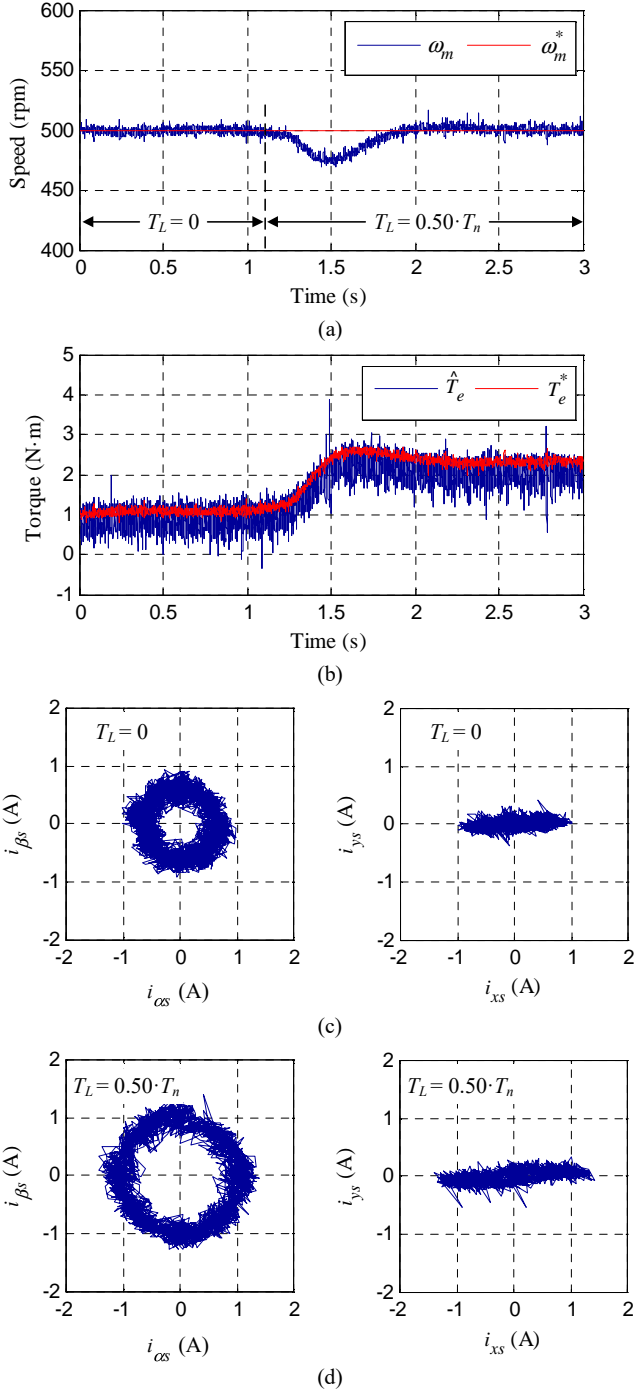 600
550
500
450
400
Speed (rpm)
ω_m ω_m^*
T_L = 0
T_L = 0.50·T_n
0 0.5 1 1.5 2 2.5 3
Time (s)
(a)
5
4
3
2
1
0
-1
Torque (N·m)
T̂_e T_e^*
0 0.5 1 1.5 2 2.5 3
Time (s)
(b)
2
1
0
-1
-2
i_βs (A)
T_L = 0
-2 -1 0 1 2
i_αs (A)
2
1
0
-1
-2
i_ys (A)
T_L = 0
-2 -1 0 1 2
i_xs (A)
(c)
2
1
0
-1
-2
i_βs (A)
T_L = 0.50·T_n
-2 -1 0 1 2
i_αs (A)
2
1
0
-1
-2
i_ys (A)
T_L = 0.50·T_n
-2 -1 0 1 2
i_xs (A)
(d)